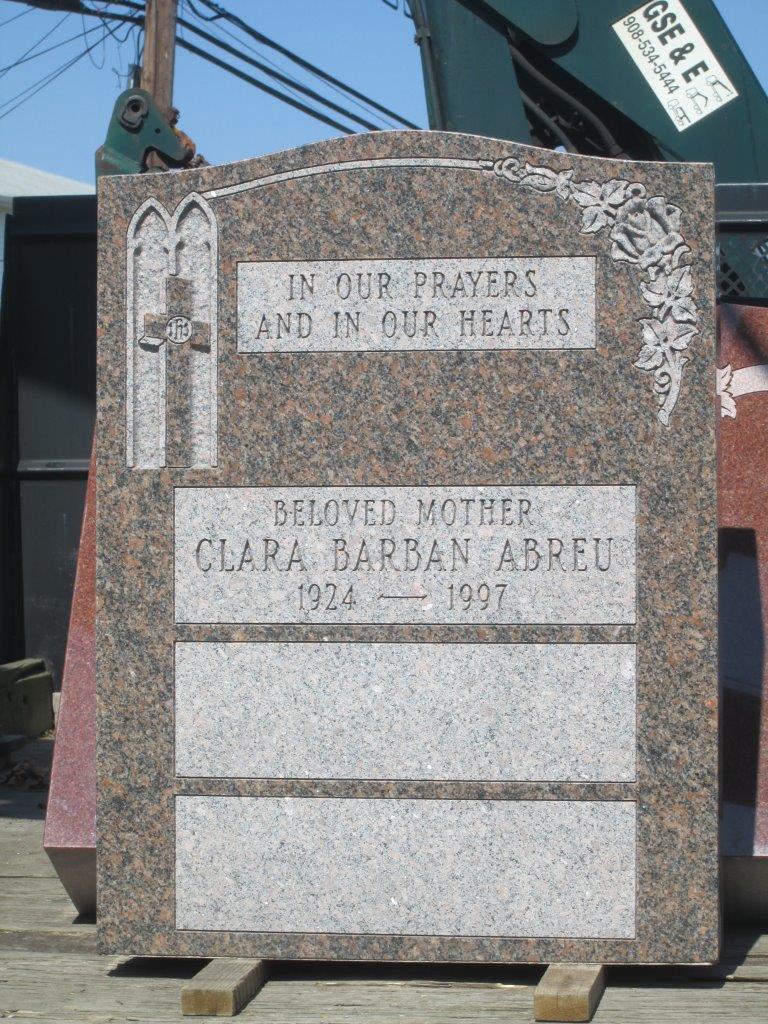 GSE & E
908-534-5444
IN OUR PRAYERS
AND IN OUR HEARTS
IHS
BELOVED MOTHER
CLARA BARBAN ABREU
1924 1997